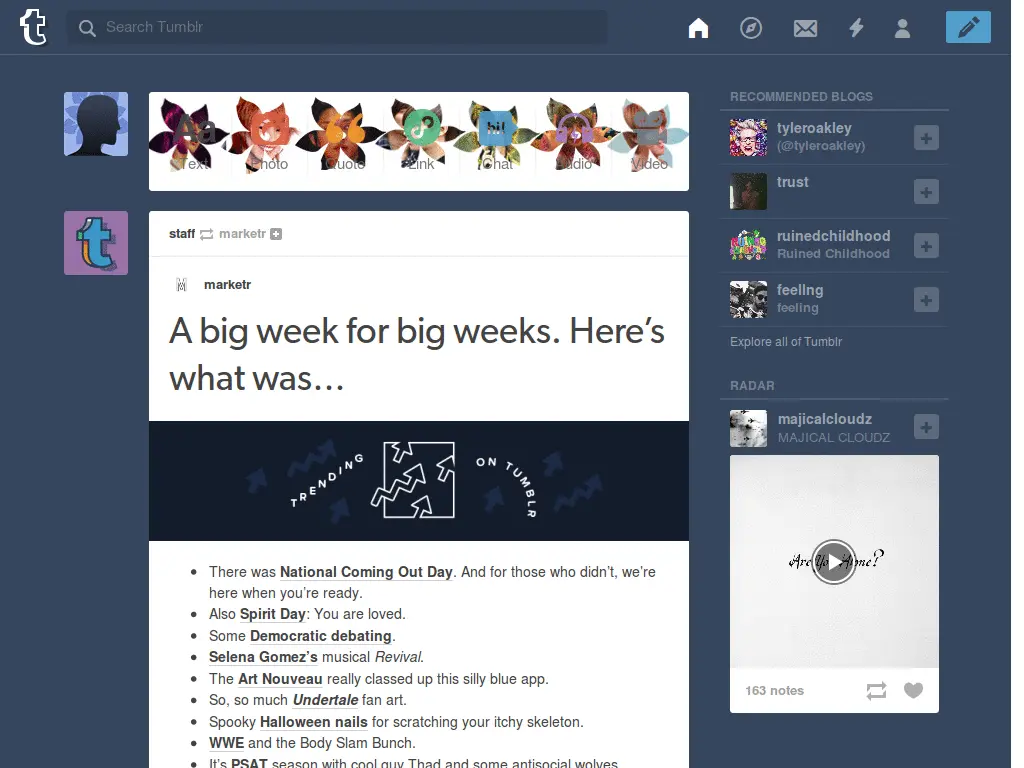 t
Search Tumblr
Aa
hi!
Text
Photo
Quote
Link
Chat
Audio
Video
t
staff marketr
marketr
A big week for big weeks. Here’s
what was…
TRENDING
ON TUMBLR
There was National Coming Out Day. And for those who didn’t, we’re
here when you’re ready.
Also Spirit Day: You are loved.
Some Democratic debating.
Selena Gomez’s musical Revival.
The Art Nouveau really classed up this silly blue app.
So, so much Undertale fan art.
Spooky Halloween nails for scratching your itchy skeleton.
WWE and the Body Slam Bunch.
It’s PSAT season with cool guy Thad and some antisocial wolves.
RECOMMENDED BLOGS
tyleroakley
(@tyleroakley)
trust
ruinedchildhood
Ruined Childhood
feellng
feeling
Explore all of Tumblr
RADAR
majicalcloudz
MAJICAL CLOUDZ
Are You Alone?
163 notes